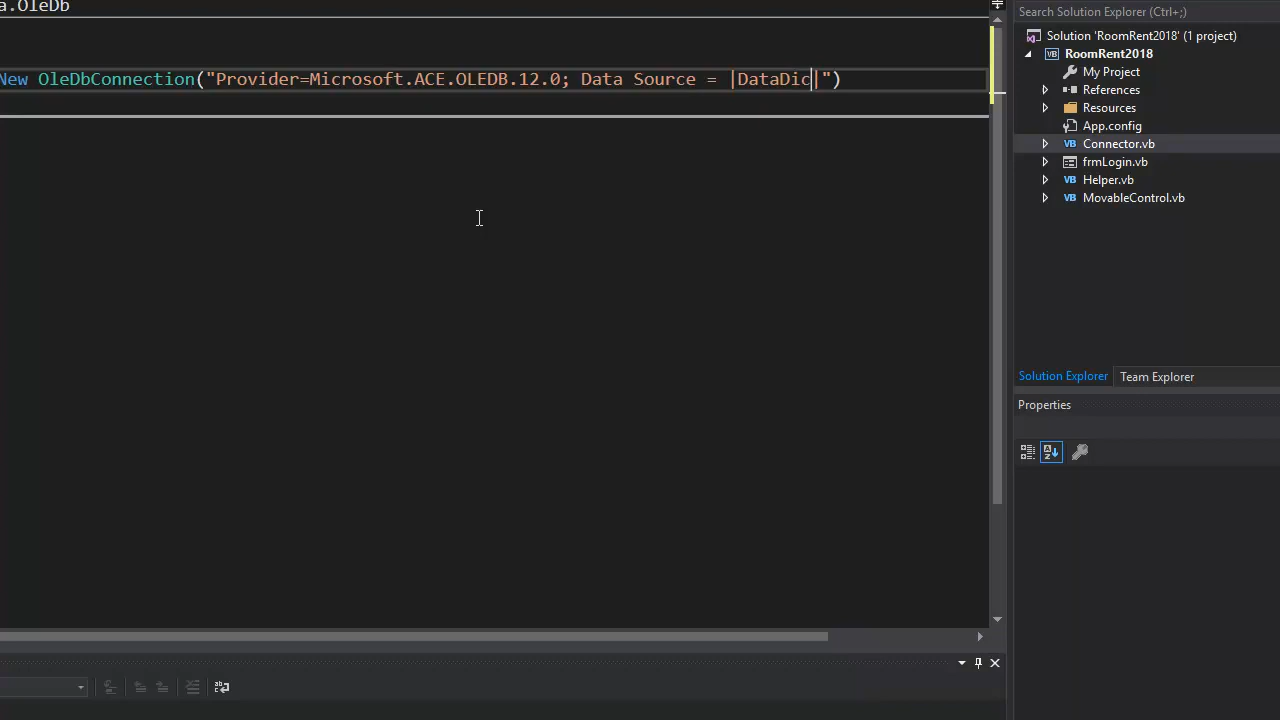 a.OleDb
New OleDbConnection("Provider=Microsoft.ACE.OLEDB.12.0; Data Source = |DataDic|")
Search Solution Explorer (Ctrl+;)
Solution 'RoomRent2018' (1 project)
RoomRent2018
My Project
References
Resources
App.config
Connector.vb
frmLogin.vb
Helper.vb
MovableControl.vb
Solution Explorer
Team Explorer
Properties